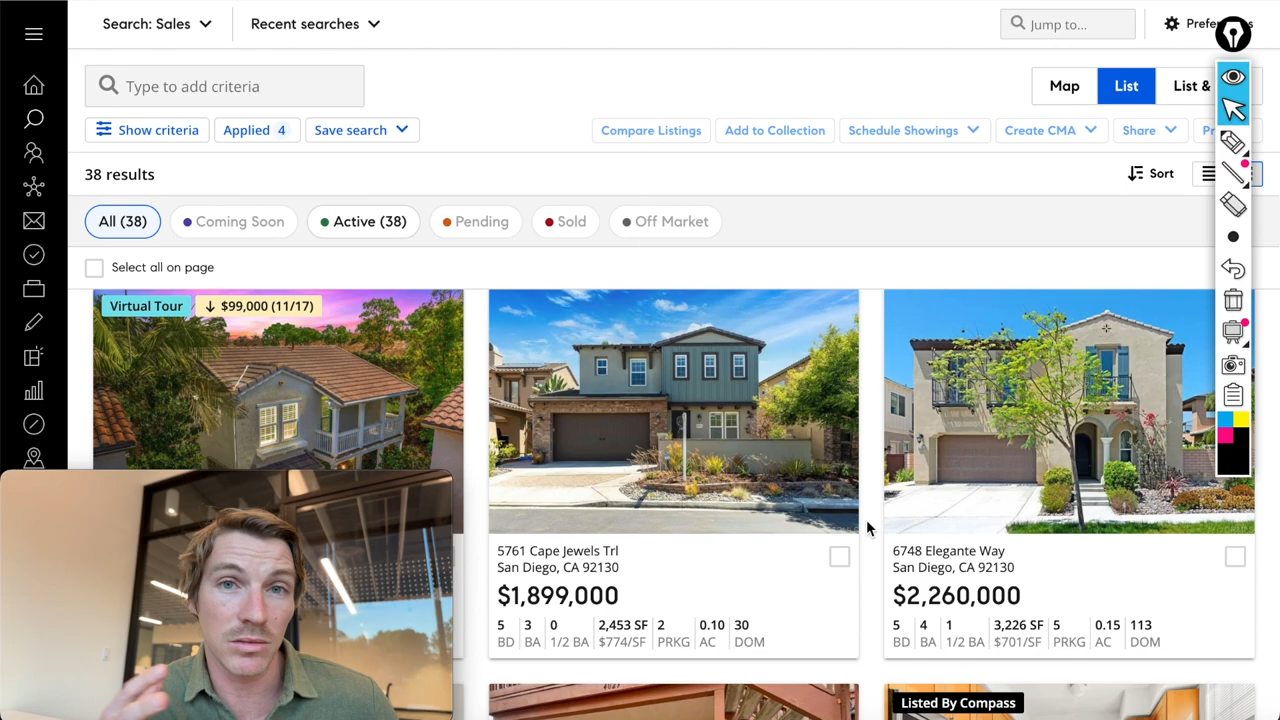 Search: Sales
Recent searches
Jump to...
Type to add criteria
Map
List
List &
Show criteria
Applied 4
Save search
Compare Listings
Add to Collection
Schedule Showings
Create CMA
Share
38 results
Sort
All (38)
Coming Soon
Active (38)
Pending
Sold
Off Market
Select all on page
Virtual Tour
↓ $99,000 (11/17)
5761 Cape Jewels Trl
San Diego, CA 92130
$1,899,000
5 3 0 2,453 SF 2 0.10 30
BD BA 1/2 BA $774/SF PRKG AC DOM
6748 Elegante Way
San Diego, CA 92130
$2,260,000
5 4 1 3,226 SF 5 0.15 113
BD BA 1/2 BA $701/SF PRKG AC DOM
Listed By Compass